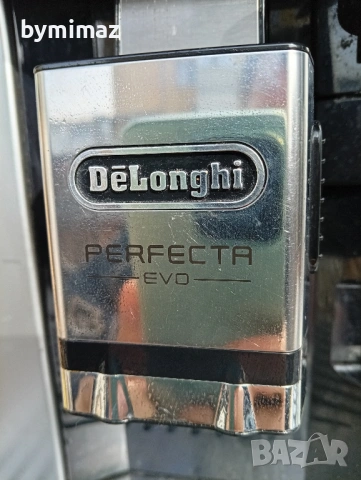 bymimaz
DēLonghi
PERFECTA
EVO
BAZAR